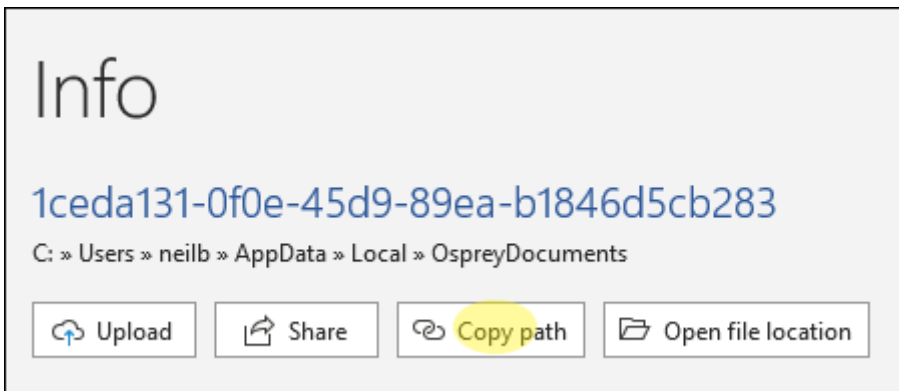 Info
1ceda131-0f0e-45d9-89ea-b1846d5cb283
C: » Users » neilb » AppData » Local » OspreyDocuments
Upload Share Copy path Open file location